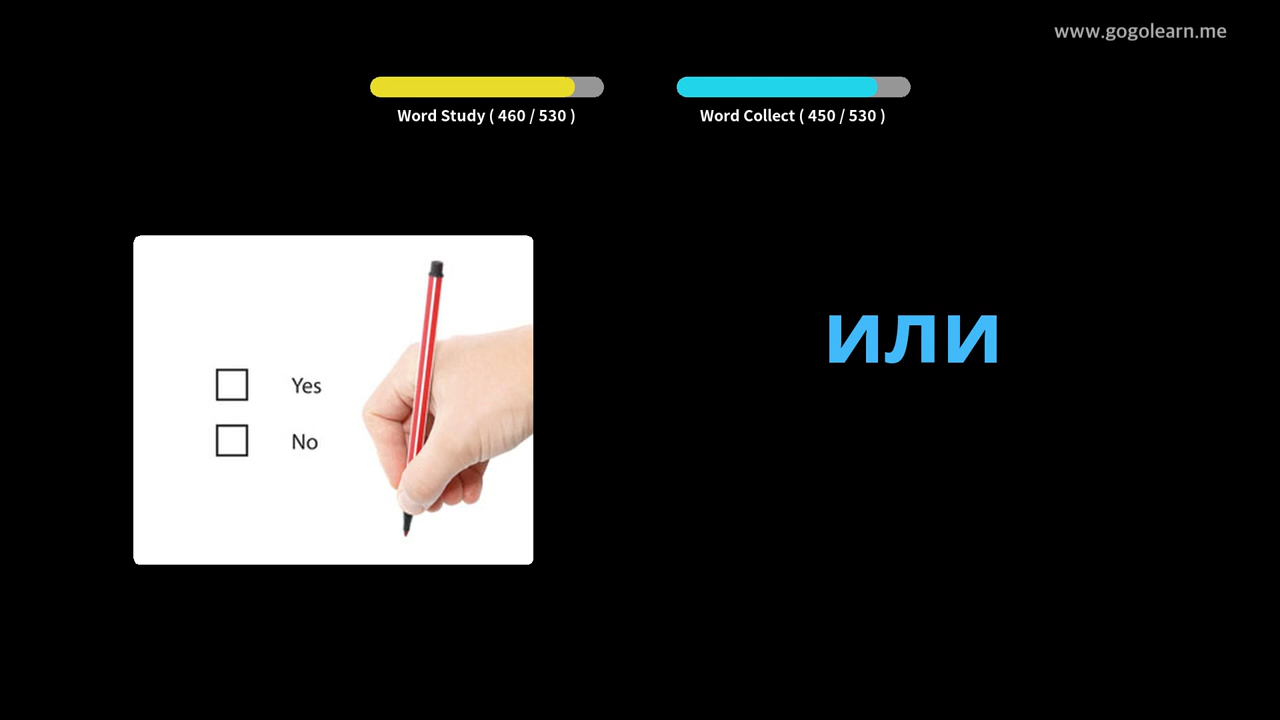 www.gogolearn.me
Word Study ( 460 / 530 )
Word Collect ( 450 / 530 )
Yes
No
или